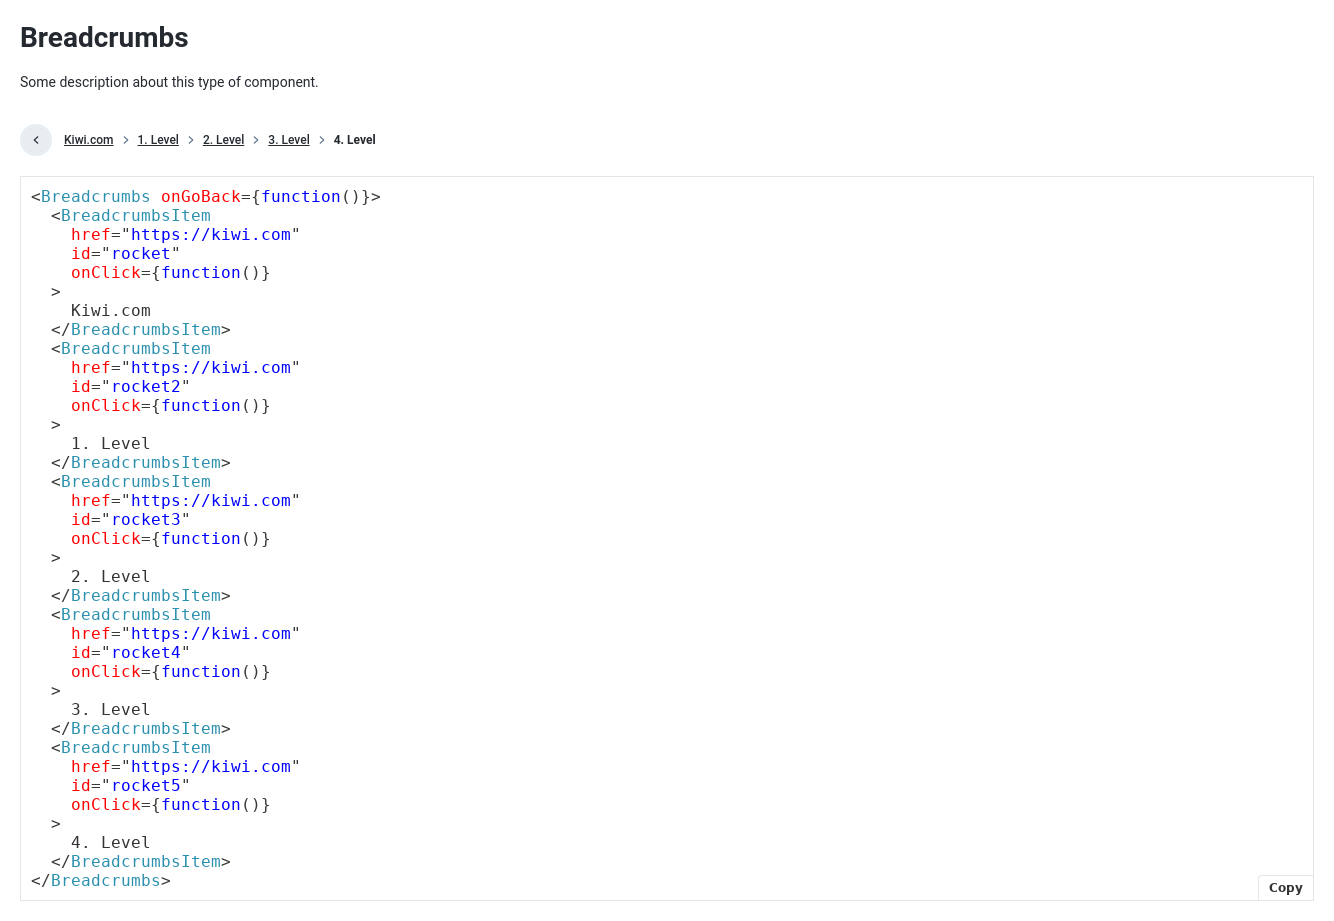 Breadcrumbs
Some description about this type of component.
Kiwi.com > 1. Level > 2. Level > 3. Level > 4. Level
<Breadcrumbs onGoBack={function()}>
  <BreadcrumbsItem
    href="https://kiwi.com"
    id="rocket"
    onClick={function()}
  >
    Kiwi.com
  </BreadcrumbsItem>
  <BreadcrumbsItem
    href="https://kiwi.com"
    id="rocket2"
    onClick={function()}
  >
    1. Level
  </BreadcrumbsItem>
  <BreadcrumbsItem
    href="https://kiwi.com"
    id="rocket3"
    onClick={function()}
  >
    2. Level
  </BreadcrumbsItem>
  <BreadcrumbsItem
    href="https://kiwi.com"
    id="rocket4"
    onClick={function()}
  >
    3. Level
  </BreadcrumbsItem>
  <BreadcrumbsItem
    href="https://kiwi.com"
    id="rocket5"
    onClick={function()}
  >
    4. Level
  </BreadcrumbsItem>
</Breadcrumbs>
Copy